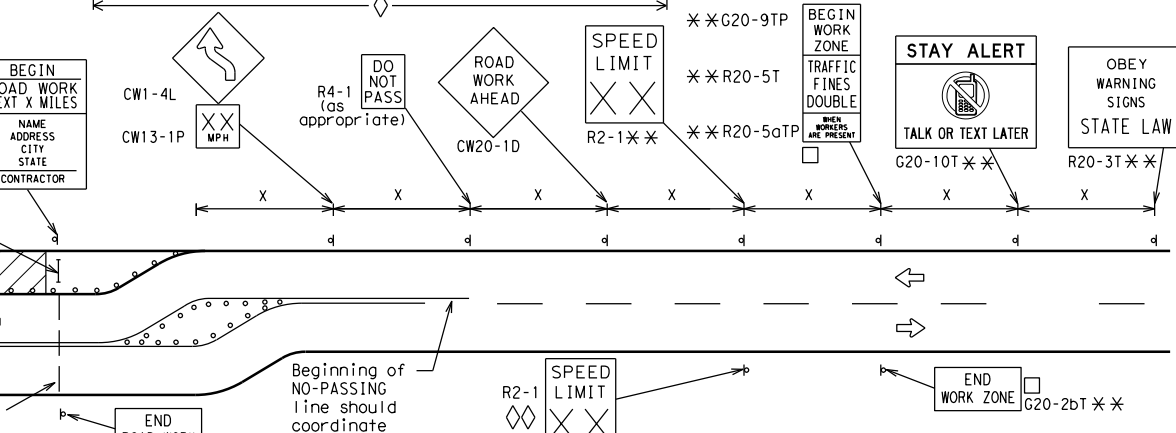 BEGIN
ROAD WORK
NEXT X MILES
NAME
ADDRESS
CITY
STATE
CONTRACTOR
CW1-4L
CW13-1P
XX
MPH
R4-1
(as
appropriate)
DO
NOT
PASS
ROAD
WORK
AHEAD
CW20-1D
SPEED
LIMIT
XX
R2-1**
**G20-9TP
**R20-5T
**R20-5aTP
BEGIN
WORK
ZONE
TRAFFIC
FINES
DOUBLE
WHEN
WORKERS
ARE PRESENT
STAY ALERT
TALK OR TEXT LATER
G20-10T**
OBEY
WARNING
SIGNS
STATE LAW
R20-3T**
X
X
X
X
X
X
X
Beginning of
NO-PASSING
line should
coordinate
R2-1
SPEED
LIMIT
XX
END
WORK ZONE
G20-2bT**
END
ROAD WORK